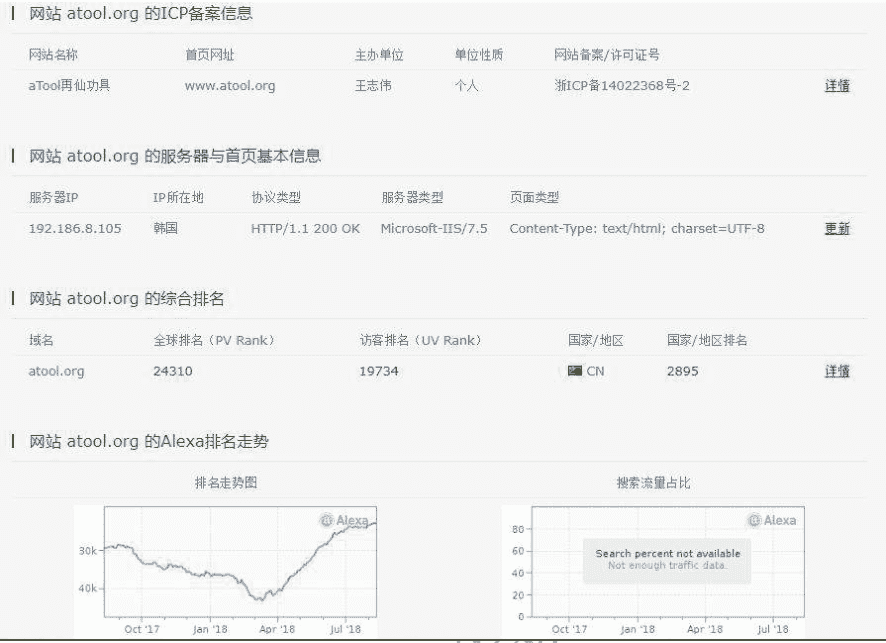 网站 atool.org 的ICP备案信息
网站名称 首页网址 主办单位 单位性质 网站备案/许可证号
aTool再仙功具 www.atool.org 王志伟 个人 浙ICP备14022368号-2 详情
网站 atool.org 的服务器与首页基本信息
服务器IP IP所在地 协议类型 服务器类型 页面类型
192.186.8.105 韩国 HTTP/1.1 200 OK Microsoft-IIS/7.5 Content-Type: text/html; charset=UTF-8 更新
网站 atool.org 的综合排名
域名 全球排名（PV Rank） 访客排名（UV Rank） 国家/地区 国家/地区排名
atool.org 24310 19734 CN 2895 详情
网站 atool.org 的Alexa排名走势
排名走势图 搜索流量占比
@ Alexa @ Alexa
30k
40k
Oct '17 Jan '18 Apr '18 Jul '18
80
60
40
20
0
Search percent not available
Not enough traffic data.
Oct '17 Jan '18 Apr '18 Jul '18